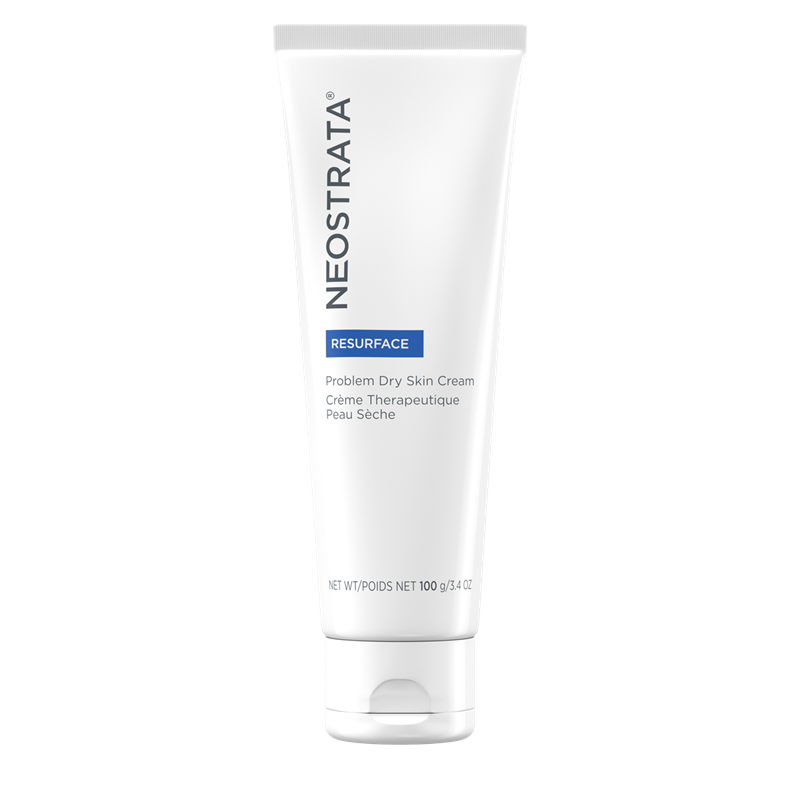 NEOSTRATA®
RESURFACE
Problem Dry Skin Cream
Crème Therapeutique
Peau Sèche
NET WT/POIDS NET 100 g/3.4 OZ